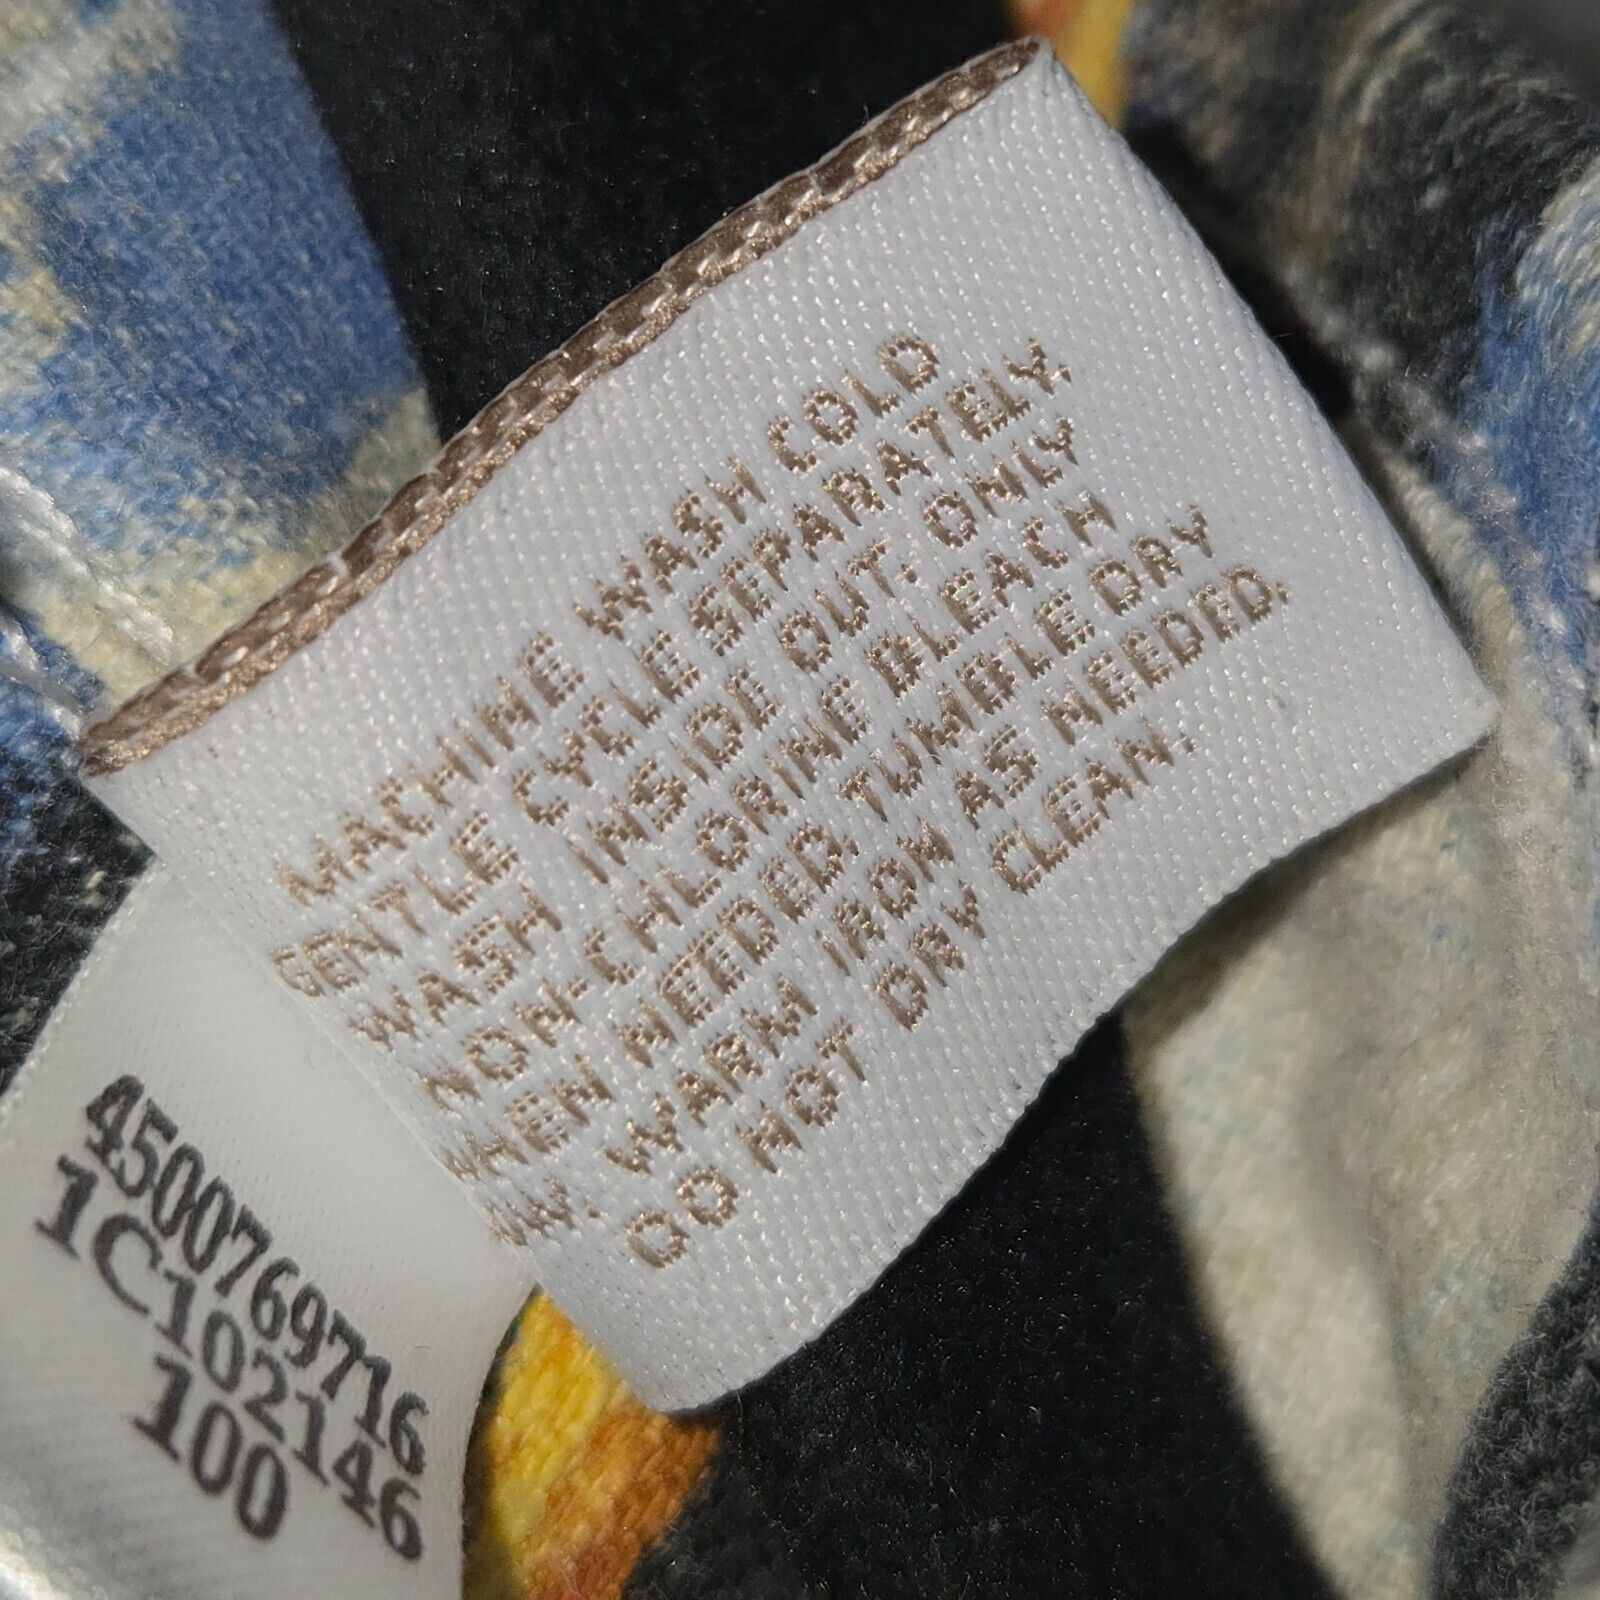 MACHINE WASH COLD
GENTLE CYCLE SEPARATELY.
WASH INSIDE OUT. ONLY
NON-CHLORINE BLEACH
WHEN NEEDED. TUMBLE DRY
LOW. WARM IRON AS NEEDED.
DO NOT DRY CLEAN.
4500769716
1C102146
100